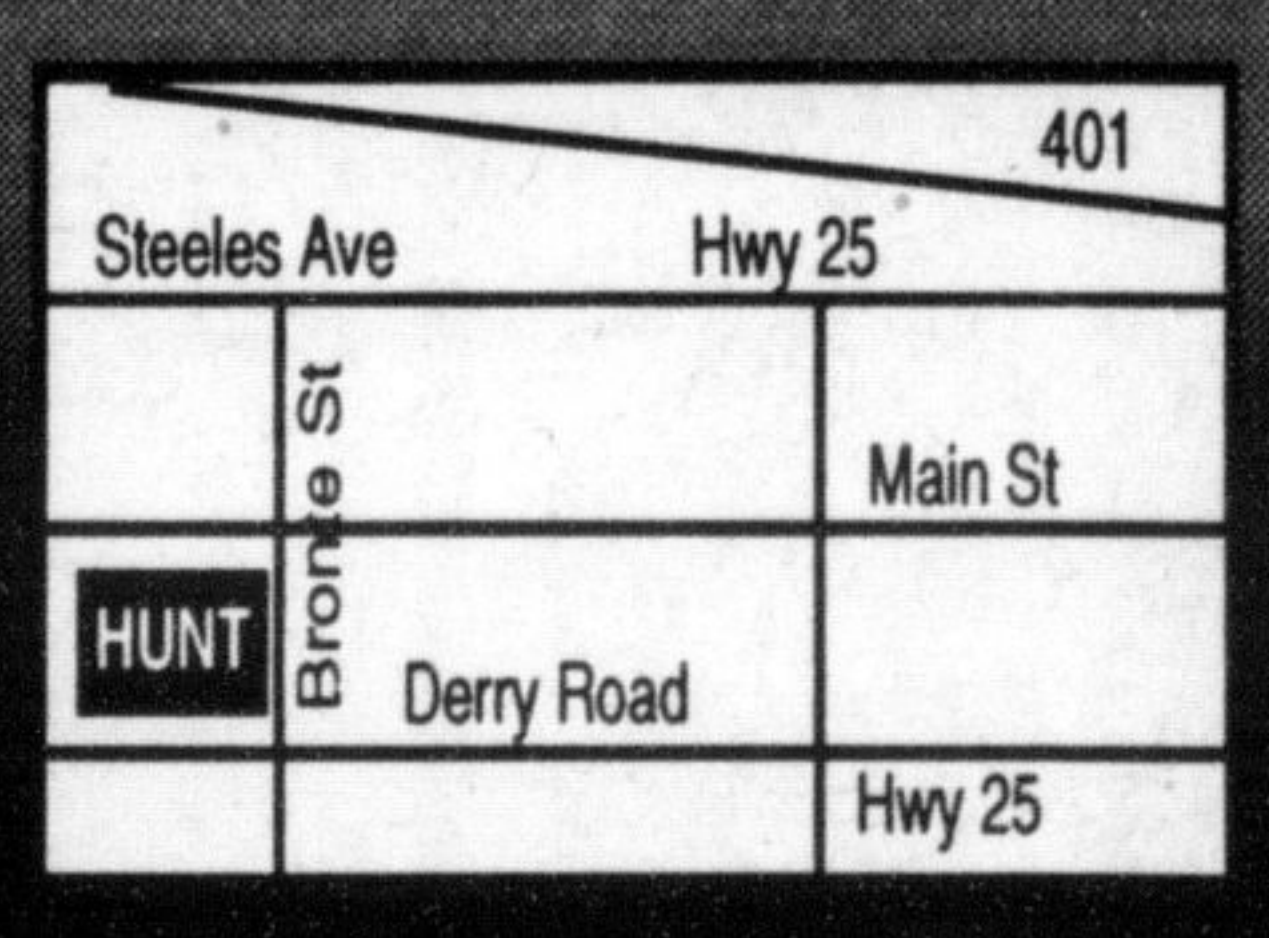 401
Steeles Ave Hwy 25
Bronte St
Main St
HUNT
Derry Road
Hwy 25